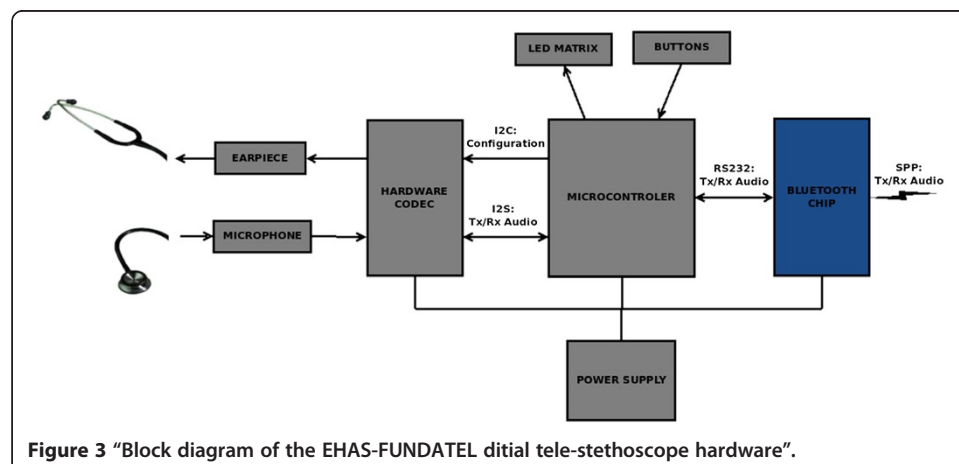 LED MATRIX
BUTTONS
I2C:
Configuration
EARPIECE
HARDWARE
CODEC
MICROCONTROLER
RS232:
Tx/Rx Audio
BLUETOOTH
CHIP
SPP:
Tx/Rx Audio
I2S:
Tx/Rx Audio
MICROPHONE
POWER SUPPLY
Figure 3 “Block diagram of the EHAS-FUNDATEL ditial tele-stethoscope hardware”.